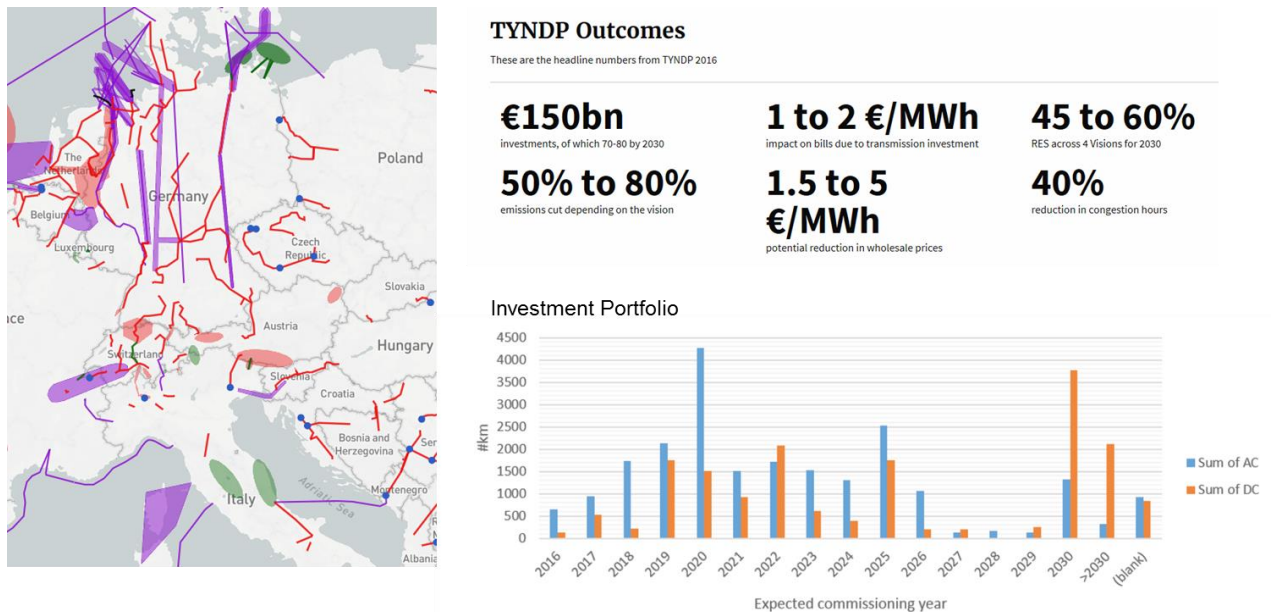 The
Netherlands
Belgium
Luxembourg
Germany
Poland
Czech
Republic
Slovakia
Austria
Hungary
Switzerland
Slovenia
Croatia
Bosnia and
Herzegovina
Montenegro
Italy
Adriatic Sea
Albania
TYNDP Outcomes
These are the headline numbers from TYNDP 2016
€150bn
investments, of which 70-80 by 2030
1 to 2 €/MWh
impact on bills due to transmission investment
45 to 60%
RES across 4 Visions for 2030
50% to 80%
emissions cut depending on the vision
1.5 to 5
€/MWh
potential reduction in wholesale prices
40%
reduction in congestion hours
Investment Portfolio
4500
4000
3500
3000
2500
2000
1500
1000
500
0
#km
2016
2017
2018
2019
2020
2021
2022
2023
2024
2025
2026
2027
2028
2029
2030
>2030
(blank)
Expected commissioning year
Sum of AC
Sum of DC